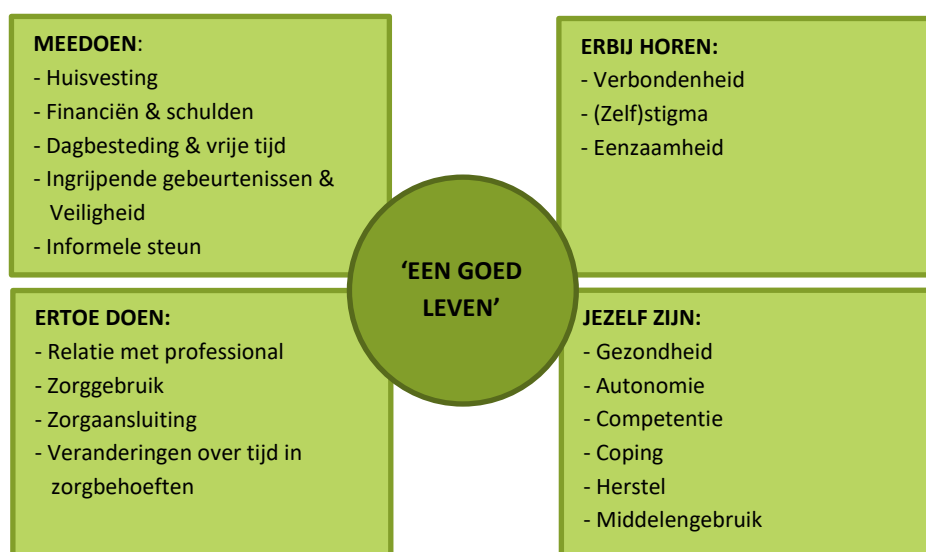 MEEDOEN:
- Huisvesting
- Financiën & schulden
- Dagbesteding & vrije tijd
- Ingrijpende gebeurtenissen &
Veiligheid
- Informele steun
ERBIJ HOREN:
- Verbondenheid
- (Zelf)stigma
- Eenzaamheid
‘EEN GOED
LEVEN’
ERTOE DOEN:
- Relatie met professional
- Zorggebruik
- Zorgaansluiting
- Veranderingen over tijd in
zorgbehoeften
JEZELF ZIJN:
- Gezondheid
- Autonomie
- Competentie
- Coping
- Herstel
- Middelengebruik